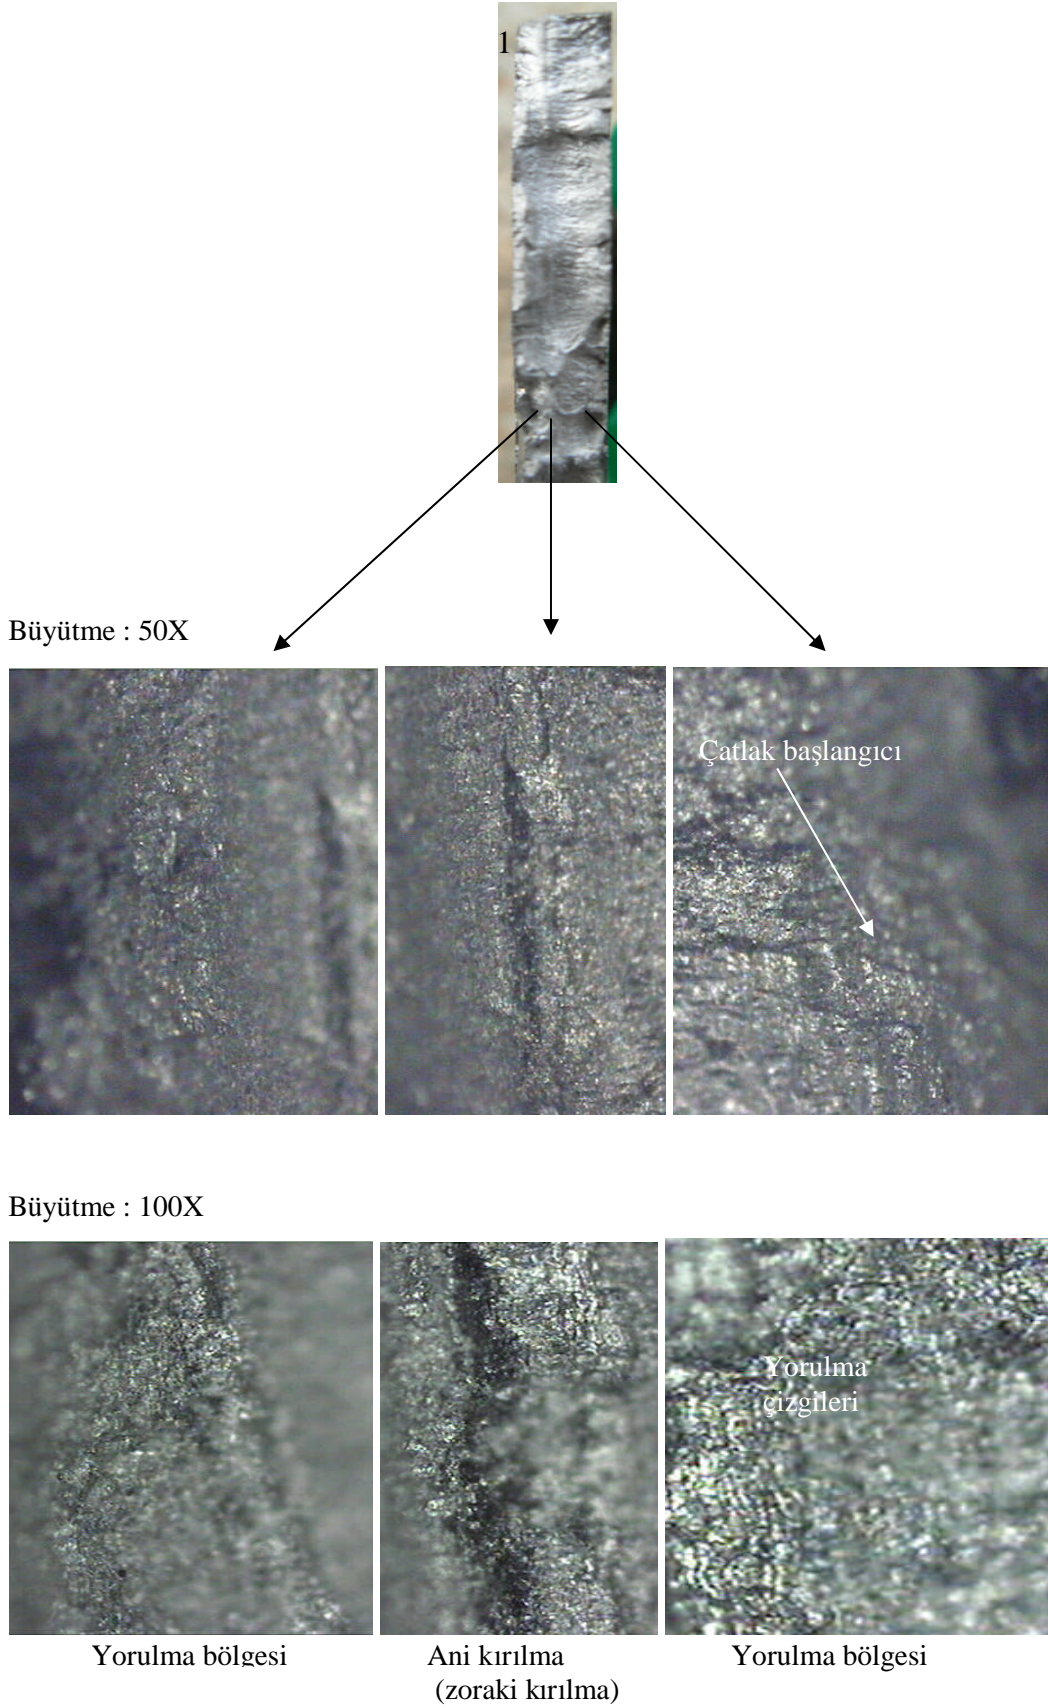 1
Büyütme : 50X
Çatlak başlangıcı
Büyütme : 100X
Yorulma
çizgileri
Yorulma bölgesi
Ani kırılma
Yorulma bölgesi
(zoraki kırılma)